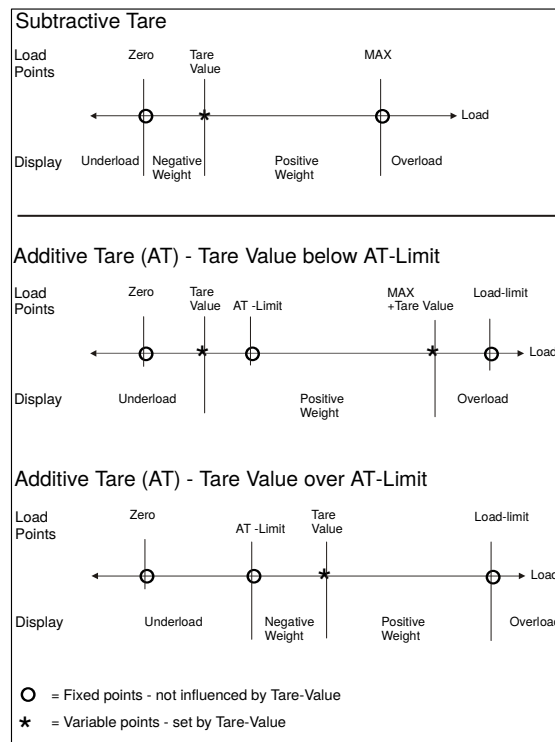 Subtractive Tare
Load Points
Zero
Tare Value
MAX
Load
Display
Underload
Negative Weight
Positive Weight
Overload
Additive Tare (AT) - Tare Value below AT-Limit
Load Points
Zero
Tare Value
AT -Limit
MAX +Tare Value
Load-limit
Load
Display
Underload
Positive Weight
Overload
Additive Tare (AT) - Tare Value over AT-Limit
Load Points
Zero
AT -Limit
Tare Value
Load-limit
Load
Display
Underload
Negative Weight
Positive Weight
Overload
= Fixed points - not influenced by Tare-Value
* = Variable points - set by Tare-Value